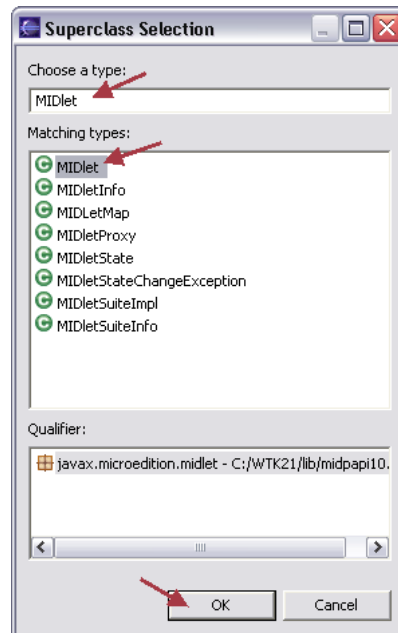 Superclass Selection
Choose a type:
MIDlet
Matching types:
MIDlet
MIDletInfo
MIDLetMap
MIDletProxy
MIDletState
MIDletStateChangeException
MIDletSuiteImpl
MIDletSuiteInfo
Qualifier:
javax.microedition.midlet - C:/WTK21/lib/midpapi10.
OK Cancel